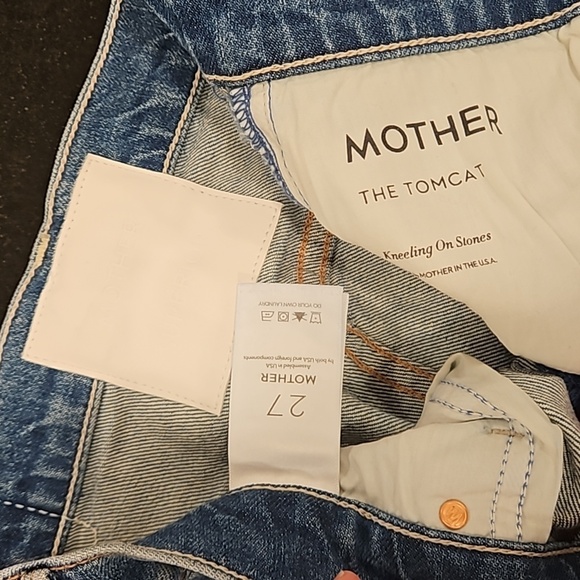 MOTHER
THE TOMCAT
Kneeling On Stones
MOTHER IN THE U.S.A.
27
MOTHER
Assembled in USA
by both USA and foreign components
DO YOUR OWN LAUNDRY